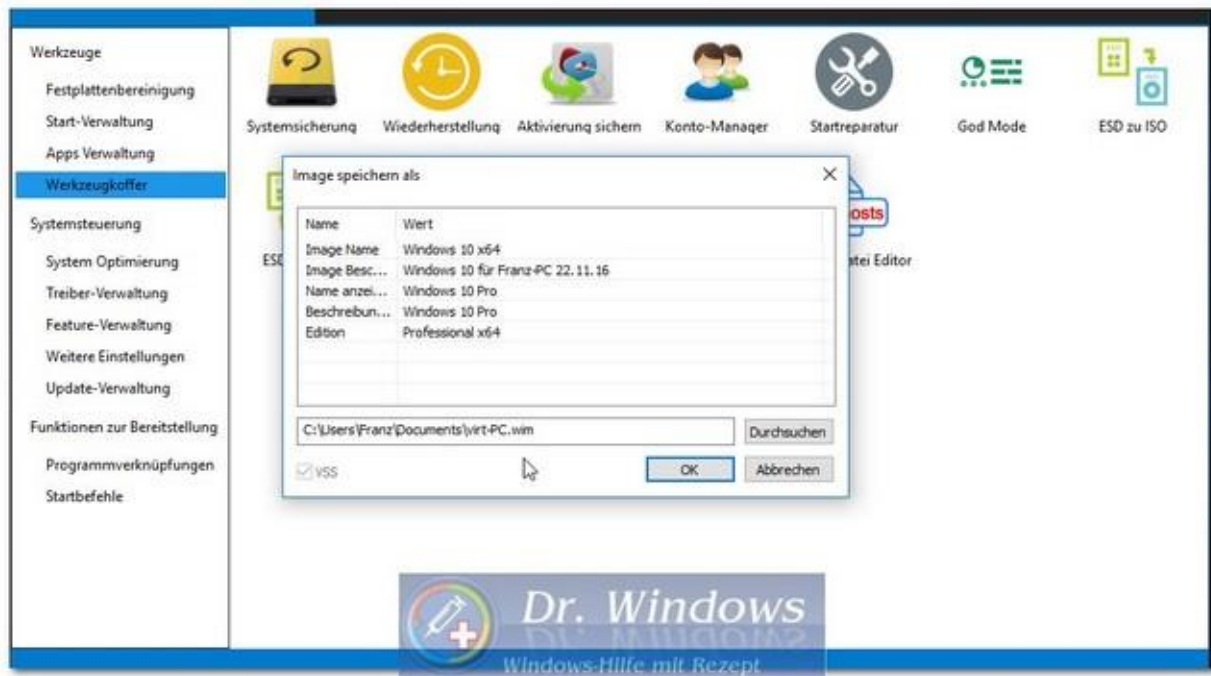 Werkzeuge
Festplattenbereinigung
Start-Verwaltung
Apps Verwaltung
Werkzeugkoffer
Systemsteuerung
System Optimierung
Treiber-Verwaltung
Feature-Verwaltung
Weitere Einstellungen
Update-Verwaltung
Funktionen zur Bereitstellung
Programmverknüpfungen
Startbefehle
Systemsicherung Wiederherstellung Aktivierung sichern Konto-Manager Startreparatur God Mode ESD zu ISO
ESD
osts
atei Editor
Image speichern als
Name Wert
Image Name Windows 10 x64
Image Besc... Windows 10 für Franz-PC 22.11.16
Name anzei... Windows 10 Pro
Beschreibun... Windows 10 Pro
Edition Professional x64
C:\Users\Franz\Documents\virt-PC.wim Durchsuchen
VSS OK Abbrechen
Dr. Windows
Windows-Hilfe mit Rezept